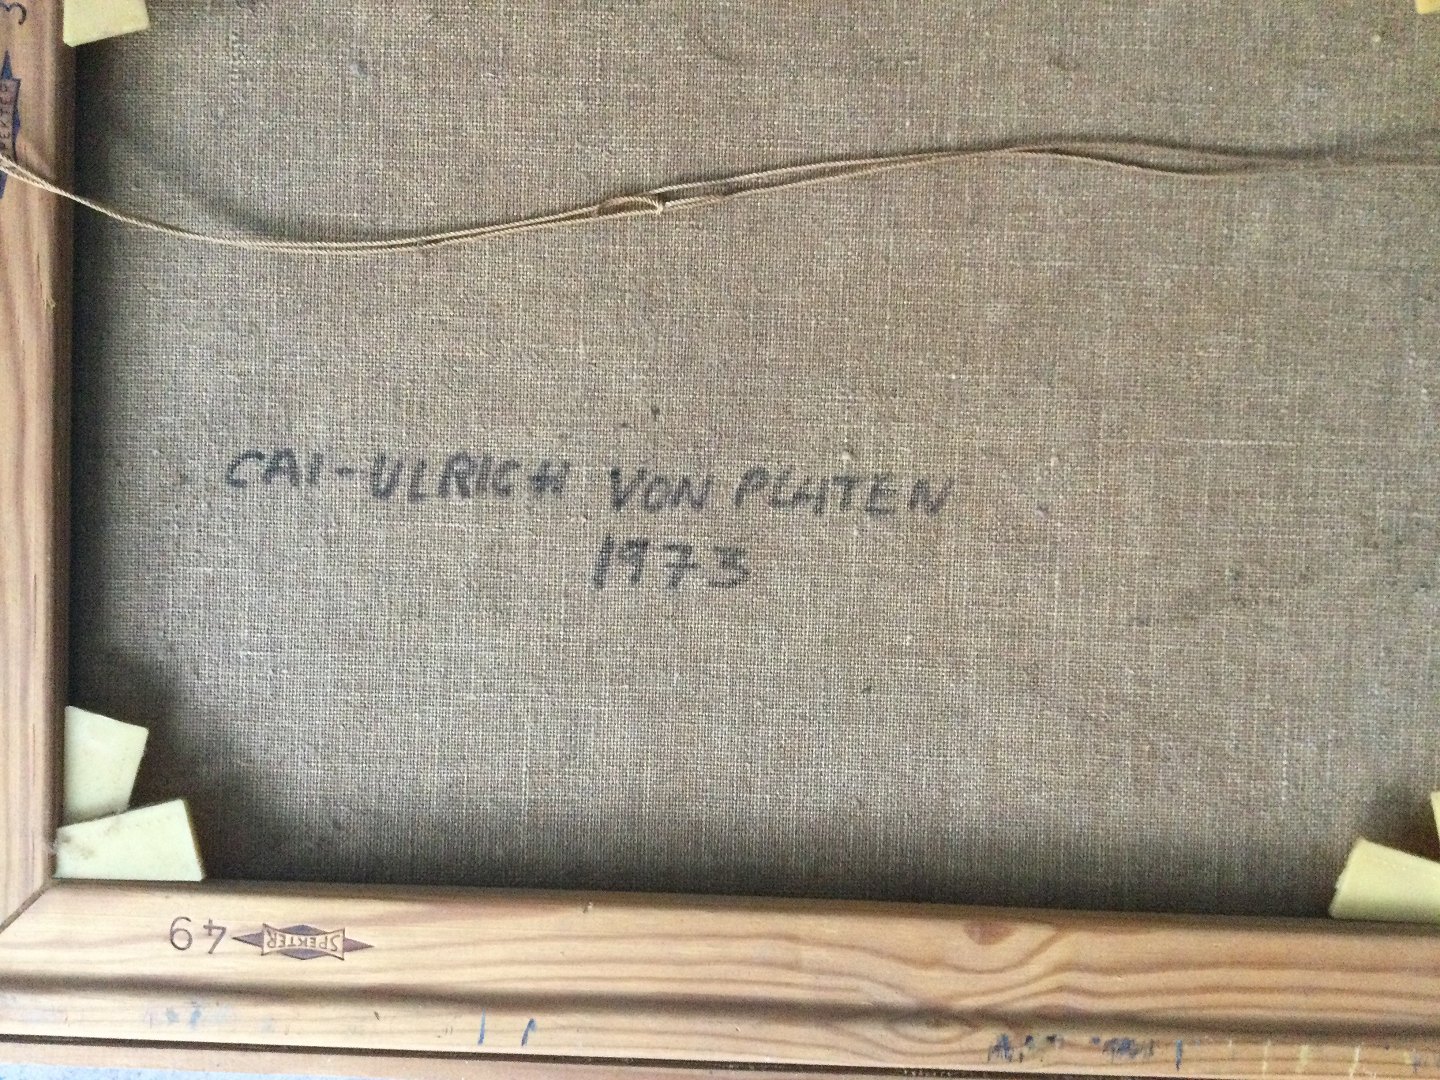 CAI-ULRICH VON PLATEN
1973
49 SPEKTER